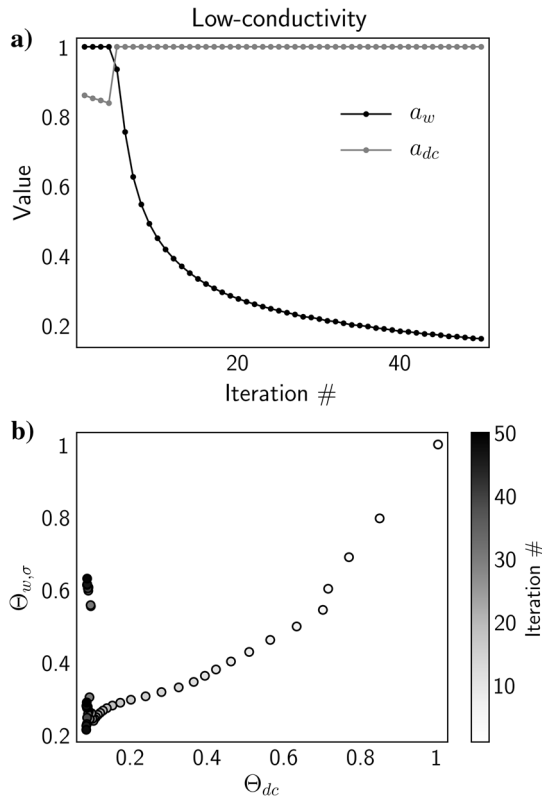 Low-conductivity
a)
1
0.8
0.6
0.4
0.2
Value
a_w
a_dc
20 40
Iteration #
b)
1
0.8
0.6
0.4
0.2
Θ_w,σ
0.2 0.4 0.6 0.8 1
Θ_dc
50
40
30
20
10
Iteration #